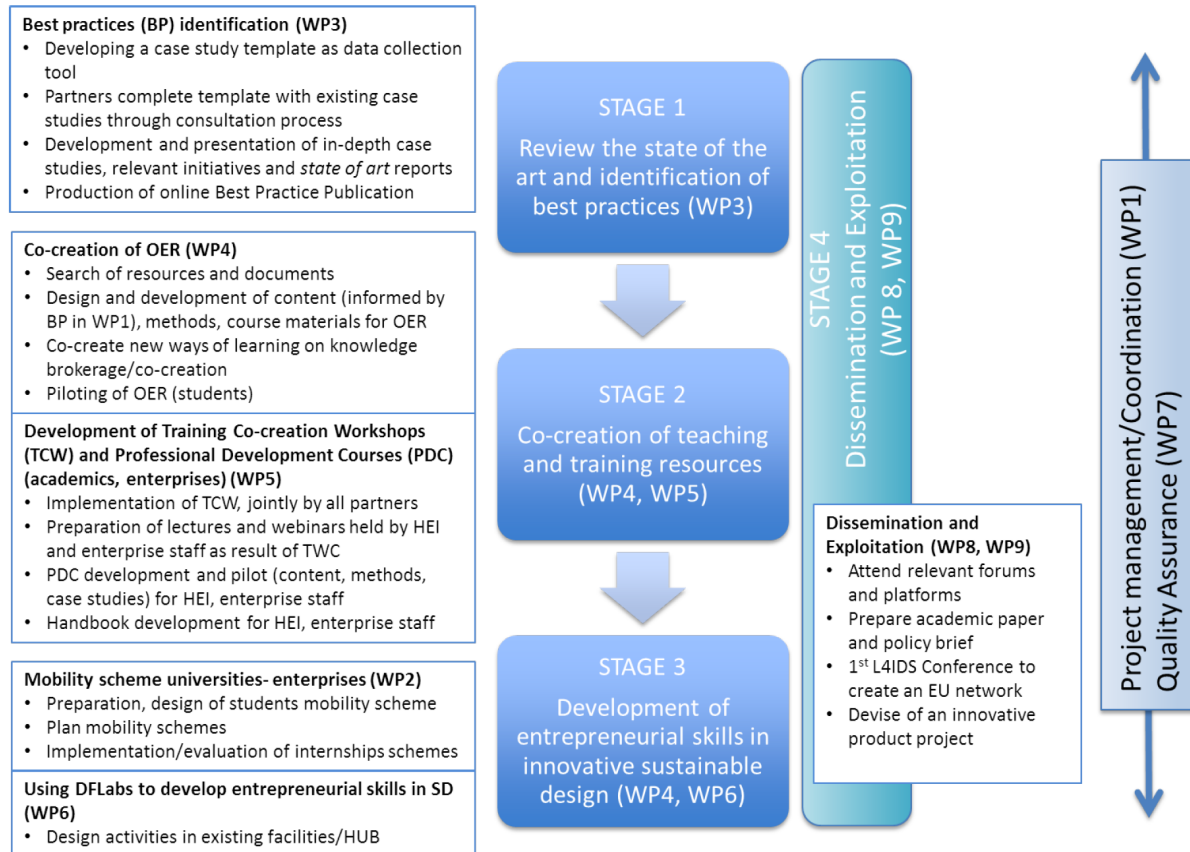 Best practices (BP) identification (WP3)
• Developing a case study template as data collection
tool
• Partners complete template with existing case
studies through consultation process
• Development and presentation of in-depth case
studies, relevant initiatives and state of art reports
• Production of online Best Practice Publication
Co-creation of OER (WP4)
• Search of resources and documents
• Design and development of content (informed by
BP in WP1), methods, course materials for OER
• Co-create new ways of learning on knowledge
brokerage/co-creation
• Piloting of OER (students)
Development of Training Co-creation Workshops
(TCW) and Professional Development Courses (PDC)
(academics, enterprises) (WP5)
• Implementation of TCW, jointly by all partners
• Preparation of lectures and webinars held by HEI
and enterprise staff as result of TWC
• PDC development and pilot (content, methods,
case studies) for HEI, enterprise staff
• Handbook development for HEI, enterprise staff
Mobility scheme universities- enterprises (WP2)
• Preparation, design of students mobility scheme
• Plan mobility schemes
• Implementation/evaluation of internships schemes
Using DFLabs to develop entrepreneurial skills in SD
(WP6)
• Design activities in existing facilities/HUB
STAGE 1
Review the state of the
art and identification of
best practices (WP3)
STAGE 2
Co-creation of teaching
and training resources
(WP4, WP5)
STAGE 3
Development of
entrepreneurial skills in
innovative sustainable
design (WP4, WP6)
STAGE 4
Dissemination and Exploitation
(WP 8, WP9)
Dissemination and
Exploitation (WP8, WP9)
• Attend relevant forums
and platforms
• Prepare academic paper
and policy brief
• 1st L4IDS Conference to
create an EU network
• Devise of an innovative
product project
Project management/Coordination (WP1)
Quality Assurance (WP7)